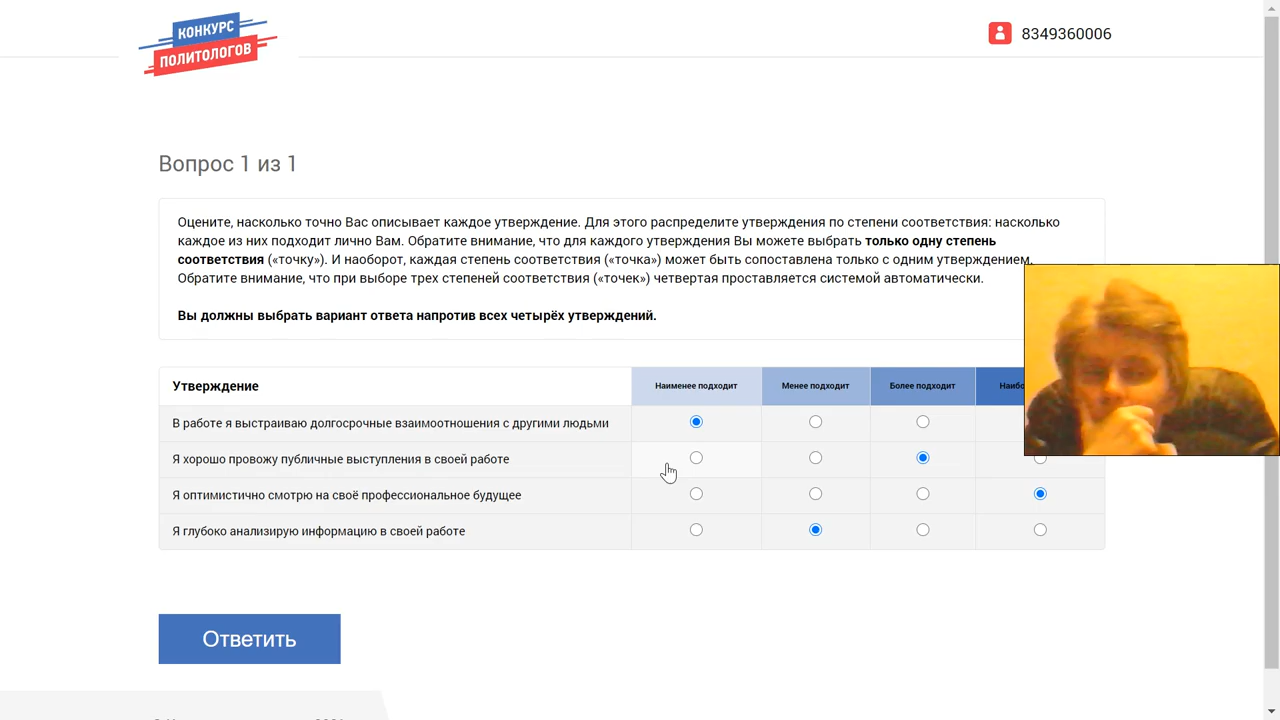 КОНКУРС
ПОЛИТОЛОГОВ
8349360006
Вопрос 1 из 1
Оцените, насколько точно Вас описывает каждое утверждение. Для этого распределите утверждения по степени соответствия: насколько
каждое из них подходит лично Вам. Обратите внимание, что для каждого утверждения Вы можете выбрать только одну степень
соответствия («точку»). И наоборот, каждая степень соответствия («точка») может быть сопоставлена только с одним утверждением.
Обратите внимание, что при выборе трех степеней соответствия («точек») четвертая проставляется системой автоматически.
Вы должны выбрать вариант ответа напротив всех четырёх утверждений.
Утверждение Наименее подходит Менее подходит Более подходит
В работе я выстраиваю долгосрочные взаимоотношения с другими людьми
Я хорошо провожу публичные выступления в своей работе
Я оптимистично смотрю на своё профессиональное будущее
Я глубоко анализирую информацию в своей работе
Ответить